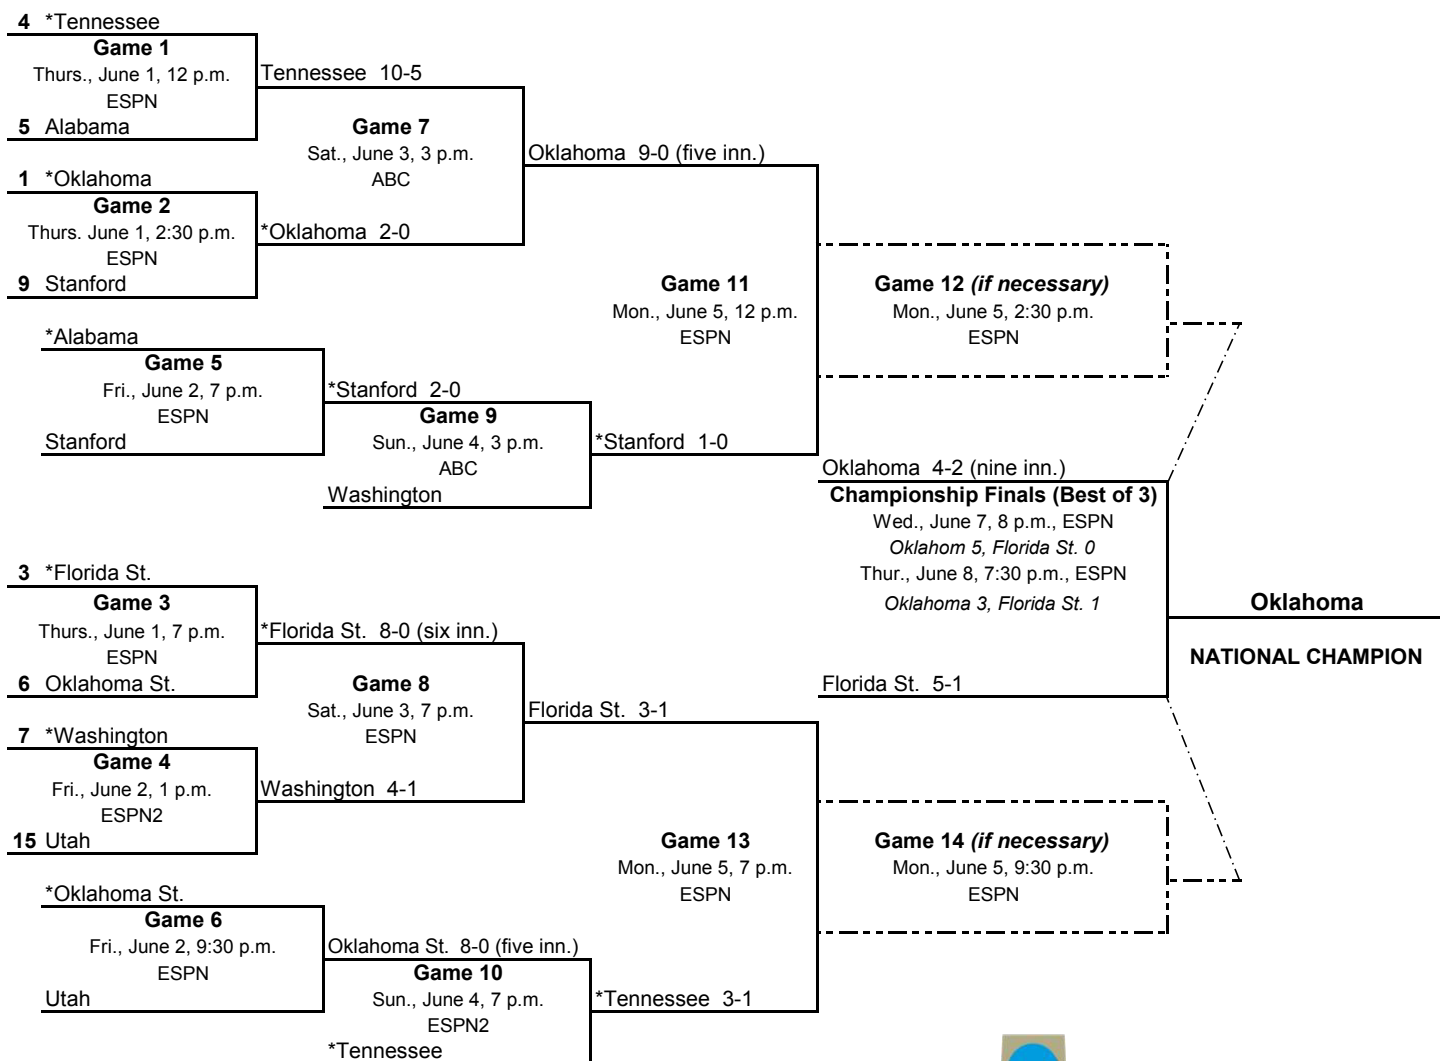 4 *Tennessee
Game 1
Thurs., June 1, 12 p.m.
ESPN
5 Alabama
Tennessee 10-5
Game 7
Sat., June 3, 3 p.m.
ABC
1 *Oklahoma
Game 2
Thurs. June 1, 2:30 p.m.
ESPN
9 Stanford
*Oklahoma 2-0
Oklahoma 9-0 (five inn.)
Game 11
Mon., June 5, 12 p.m.
ESPN
Game 12 (if necessary)
Mon., June 5, 2:30 p.m.
ESPN
*Alabama
Game 5
Fri., June 2, 7 p.m.
ESPN
Stanford
*Stanford 2-0
Game 9
Sun., June 4, 3 p.m.
ABC
Washington
*Stanford 1-0
Oklahoma 4-2 (nine inn.)
Championship Finals (Best of 3)
Wed., June 7, 8 p.m., ESPN
Oklahom 5, Florida St. 0
Thur., June 8, 7:30 p.m., ESPN
Oklahoma 3, Florida St. 1
Oklahoma
NATIONAL CHAMPION
Florida St. 5-1
3 *Florida St.
Game 3
Thurs., June 1, 7 p.m.
ESPN
6 Oklahoma St.
*Florida St. 8-0 (six inn.)
Game 8
Sat., June 3, 7 p.m.
ESPN
7 *Washington
Game 4
Fri., June 2, 1 p.m.
ESPN2
15 Utah
Washington 4-1
Florida St. 3-1
Game 13
Mon., June 5, 7 p.m.
ESPN
Game 14 (if necessary)
Mon., June 5, 9:30 p.m.
ESPN
*Oklahoma St.
Game 6
Fri., June 2, 9:30 p.m.
ESPN
Utah
Oklahoma St. 8-0 (five inn.)
Game 10
Sun., June 4, 7 p.m.
ESPN2
*Tennessee
*Tennessee 3-1